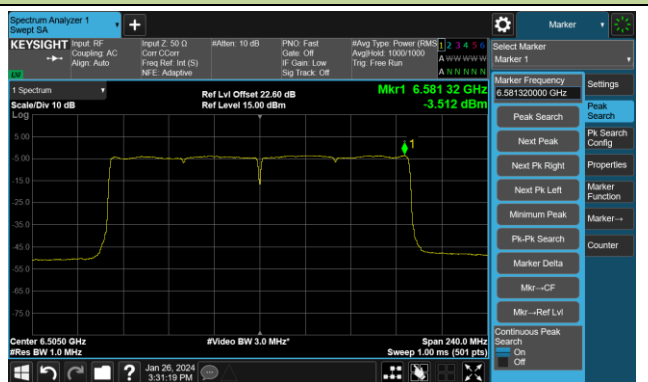 Spectrum Analyzer 1
Swept SA
Marker
KEYSIGHT
Input: RF
Coupling: AC
Align: Auto
Input Z: 50 Ω
Corr CCorr
Freq Ref: Int (S)
NFE: Adaptive
#Atten: 10 dB
PNO: Fast
Gate: Off
IF Gain: Low
Sig Track: Off
#Avg Type: Power (RMS)
Avg|Hold: 1000/1000
Trig: Free Run
1 2 3 4 5 6
A W W W W W
A N N N N N
LXI
1 Spectrum
Scale/Div 10 dB
Log
Ref Lvl Offset 22.60 dB
Ref Level 15.00 dBm
Mkr1 6.581 32 GHz
-3.512 dBm
1
5.00
-5.00
-15.0
-25.0
-35.0
-45.0
-55.0
-65.0
-75.0
Center 6.5050 GHz
#Res BW 1.0 MHz
#Video BW 3.0 MHz*
Span 240.0 MHz
Sweep 1.00 ms (501 pts)
Select Marker
Marker 1
Marker Frequency
6.581320000 GHz
Peak Search
Next Peak
Next Pk Right
Next Pk Left
Minimum Peak
Pk-Pk Search
Marker Delta
Mkr→CF
Mkr→Ref Lvl
Continuous Peak
Search
On
Off
Settings
Peak
Search
Pk Search
Config
Properties
Marker
Function
Marker→
Counter
?
Jan 26, 2024
3:31:19 PM